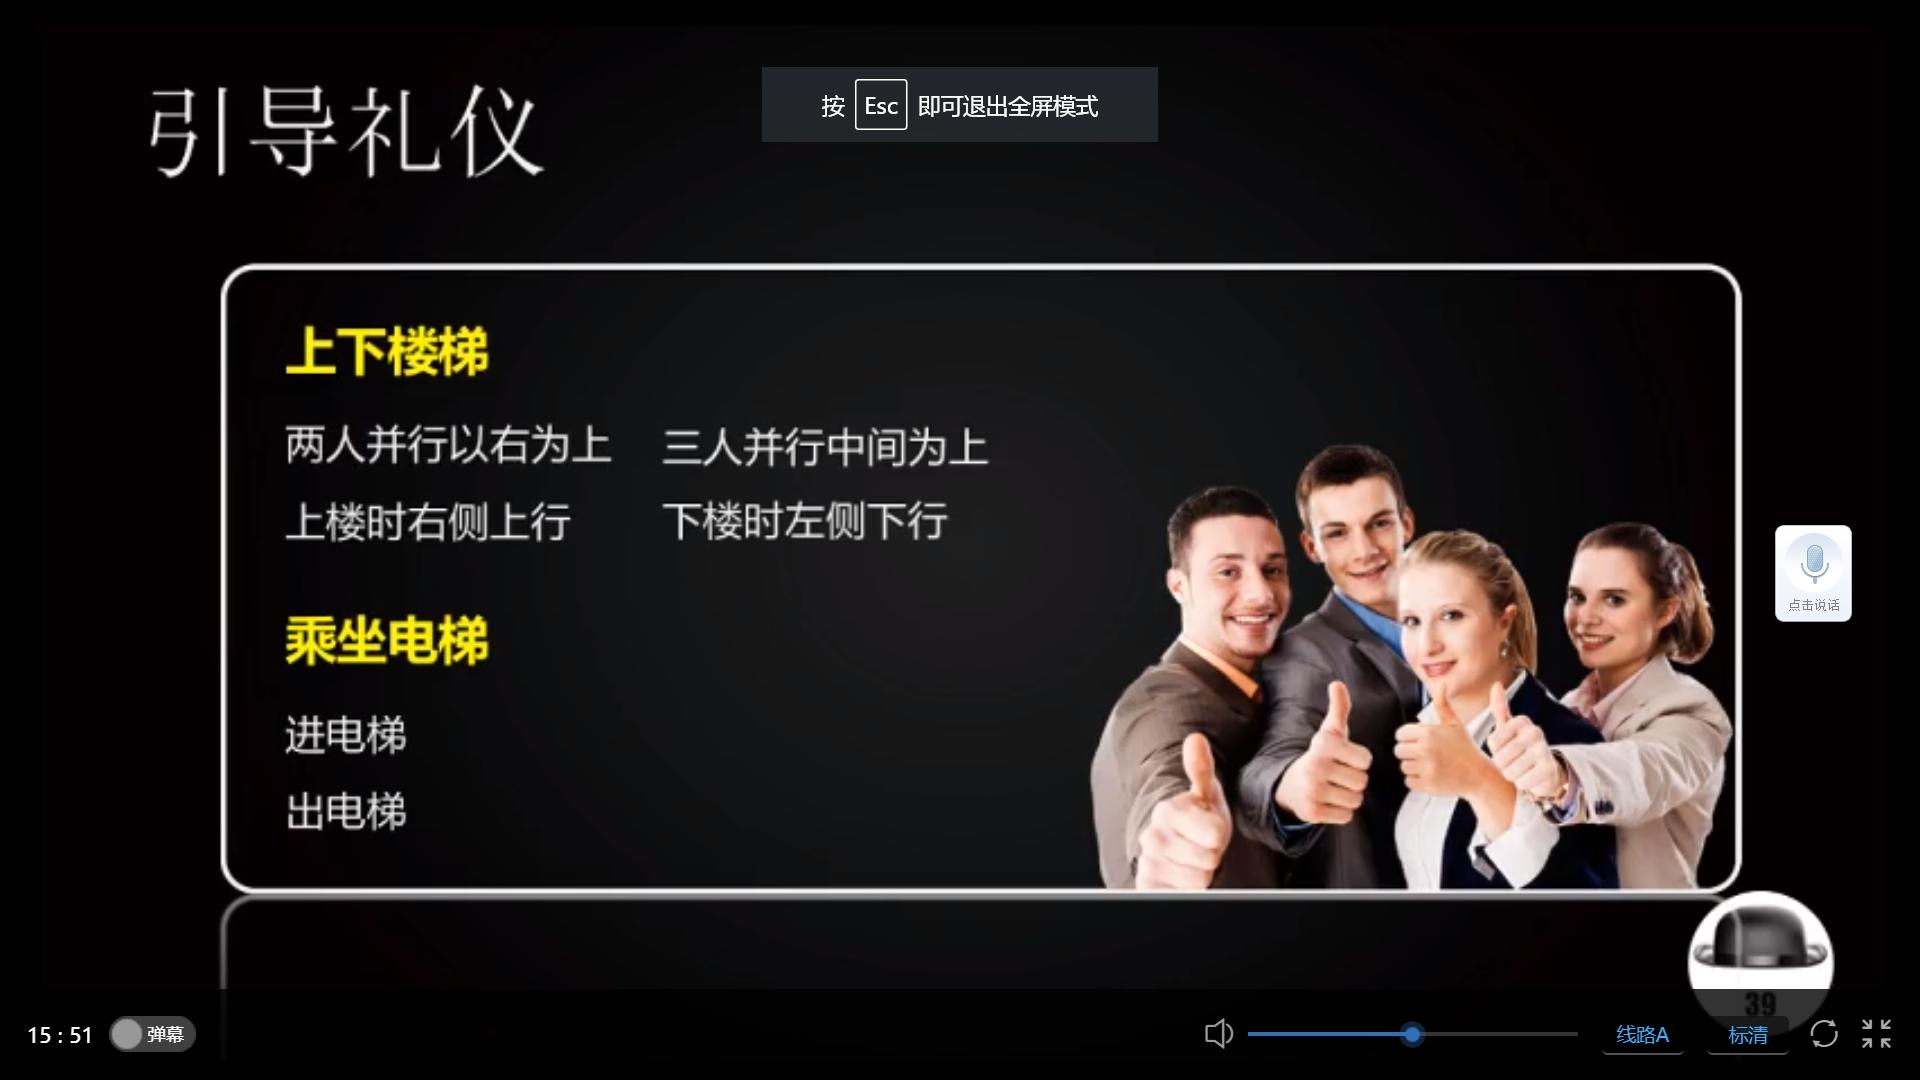 引导礼仪
按 Esc 即可退出全屏模式
上下楼梯
两人并行以右为上 三人并行中间为上
上楼时右侧上行 下楼时左侧下行
乘坐电梯
进电梯
出电梯
点击说话
39
15 : 51 弹幕 线路A 标清